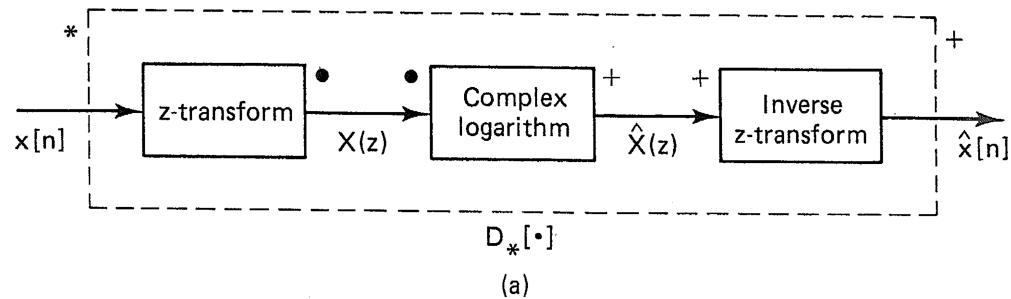 *
+
z-transform
• •
Complex
logarithm
+ +
Inverse
z-transform
x[n]
X(z)
X̂(z)
x̂[n]
D*[•]
(a)